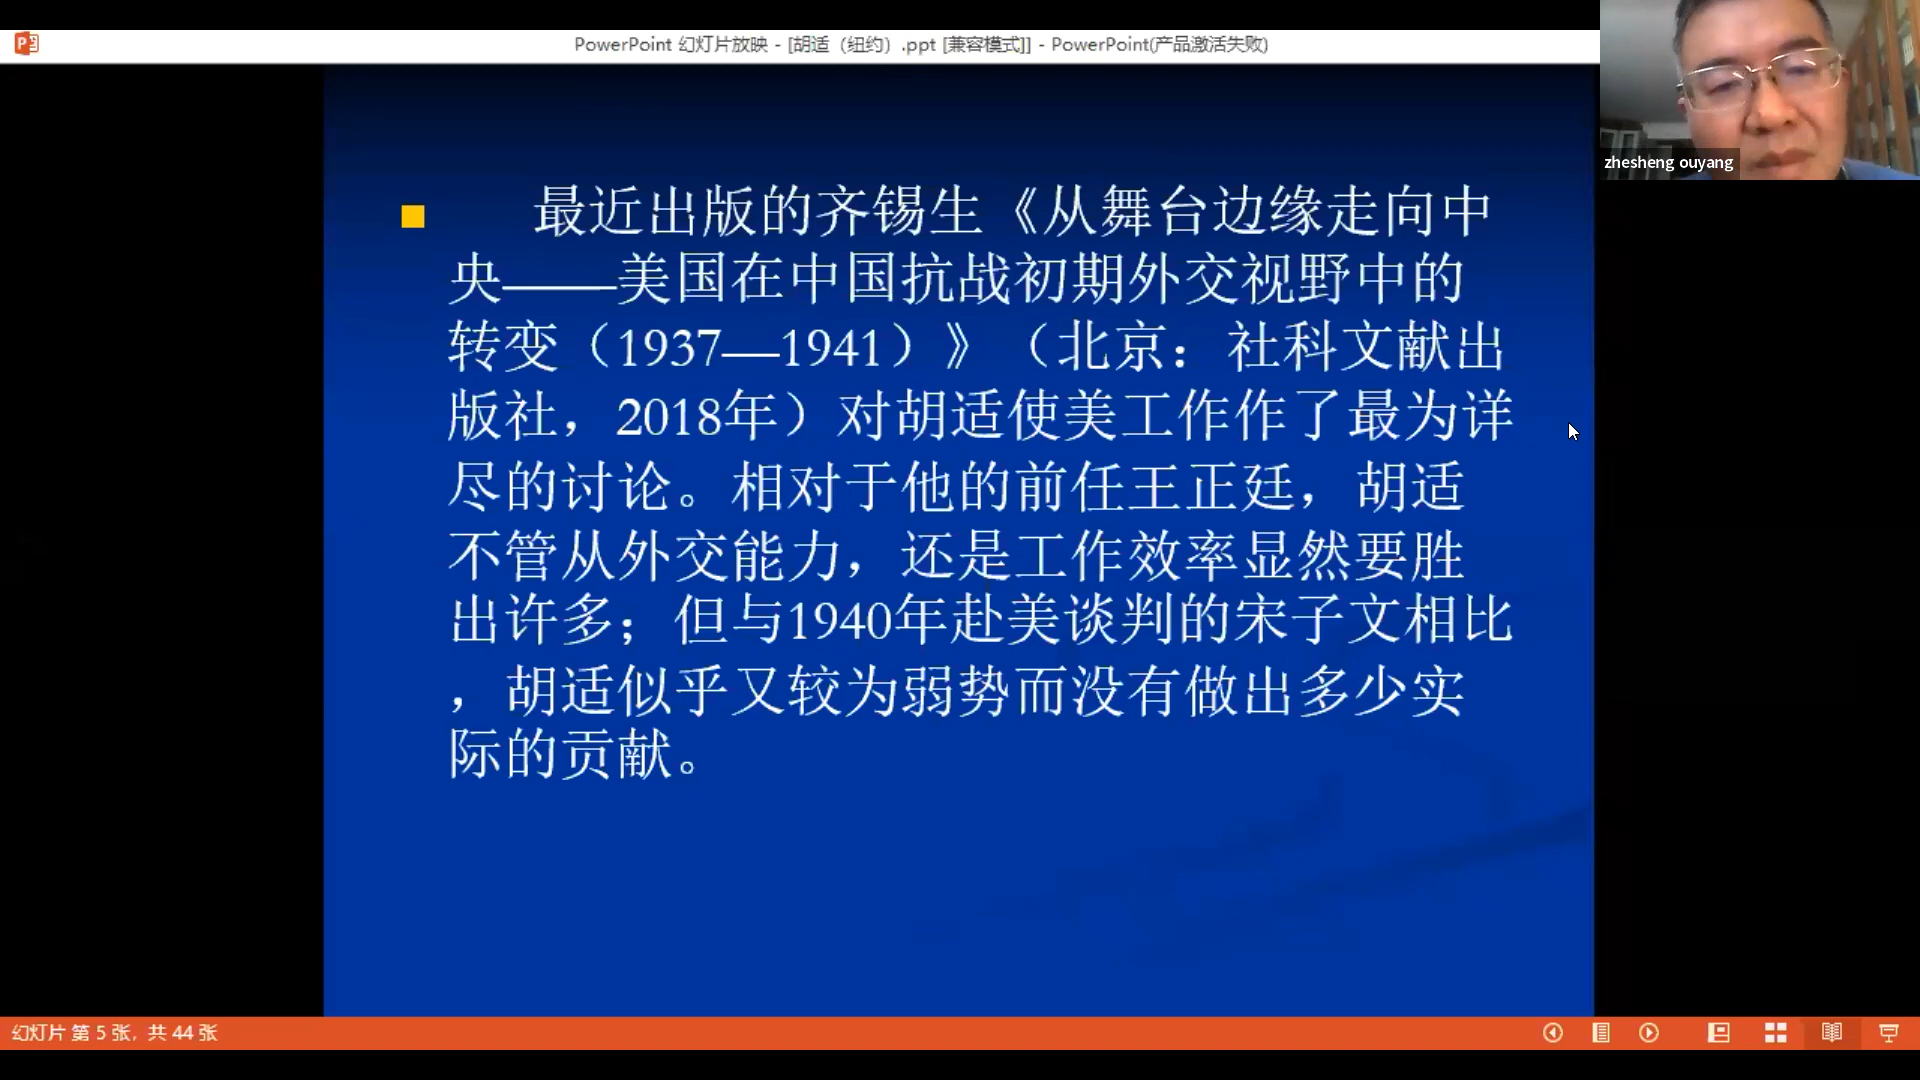 PowerPoint 幻灯片放映 - [胡适（纽约）.ppt [兼容模式]] - PowerPoint(产品激活失败)
zhesheng ouyang
最近出版的齐锡生《从舞台边缘走向中
央——美国在中国抗战初期外交视野中的
转变（1937—1941）》（北京：社科文献出
版社，2018年）对胡适使美工作作了最为详
尽的讨论。相对于他的前任王正廷，胡适
不管从外交能力，还是工作效率显然要胜
出许多；但与1940年赴美谈判的宋子文相比
，胡适似乎又较为弱势而没有做出多少实
际的贡献。
幻灯片 第 5 张，共 44 张